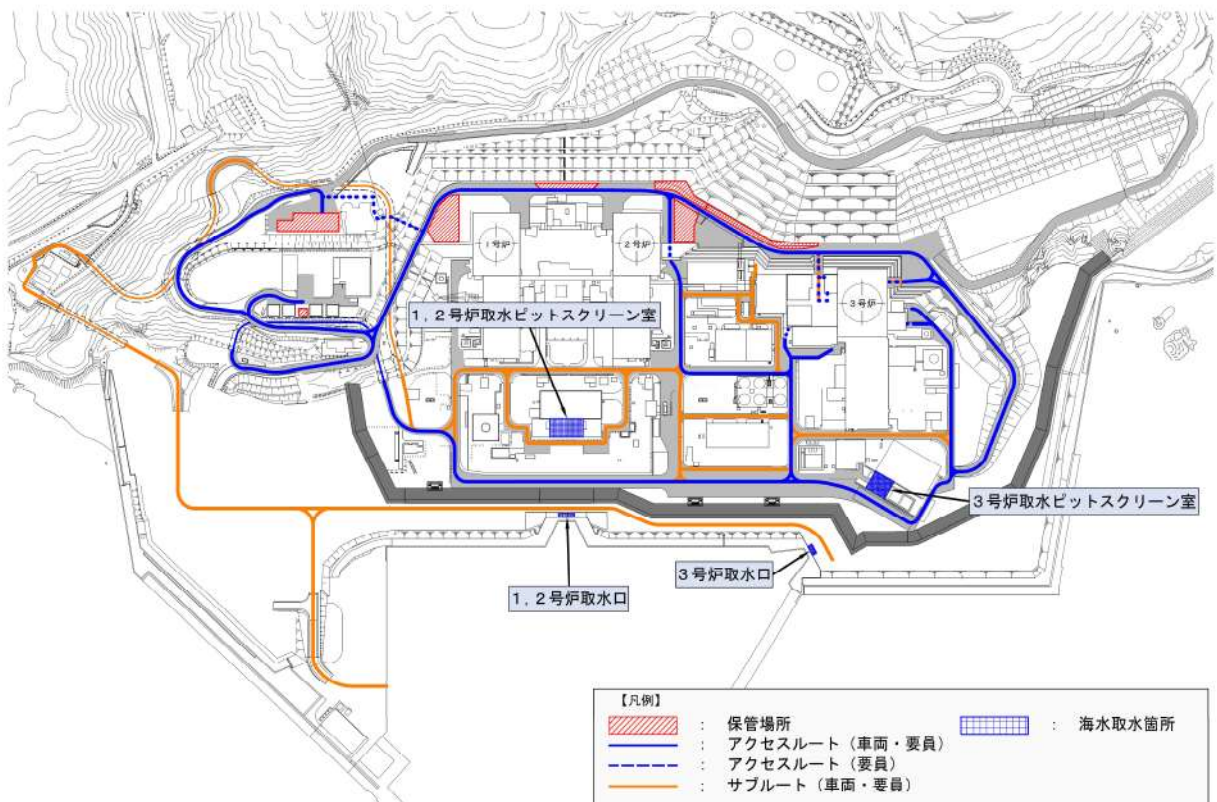 1号炉
2号炉
3号炉
1,2号炉取水ピットスクリーン室
3号炉取水ピットスクリーン室
3号炉取水口
1,2号炉取水口
【凡例】
: 保管場所
: 海水取水箇所
: アクセスルート(車両・要員)
: アクセスルート(要員)
: サブルート(車両・要員)